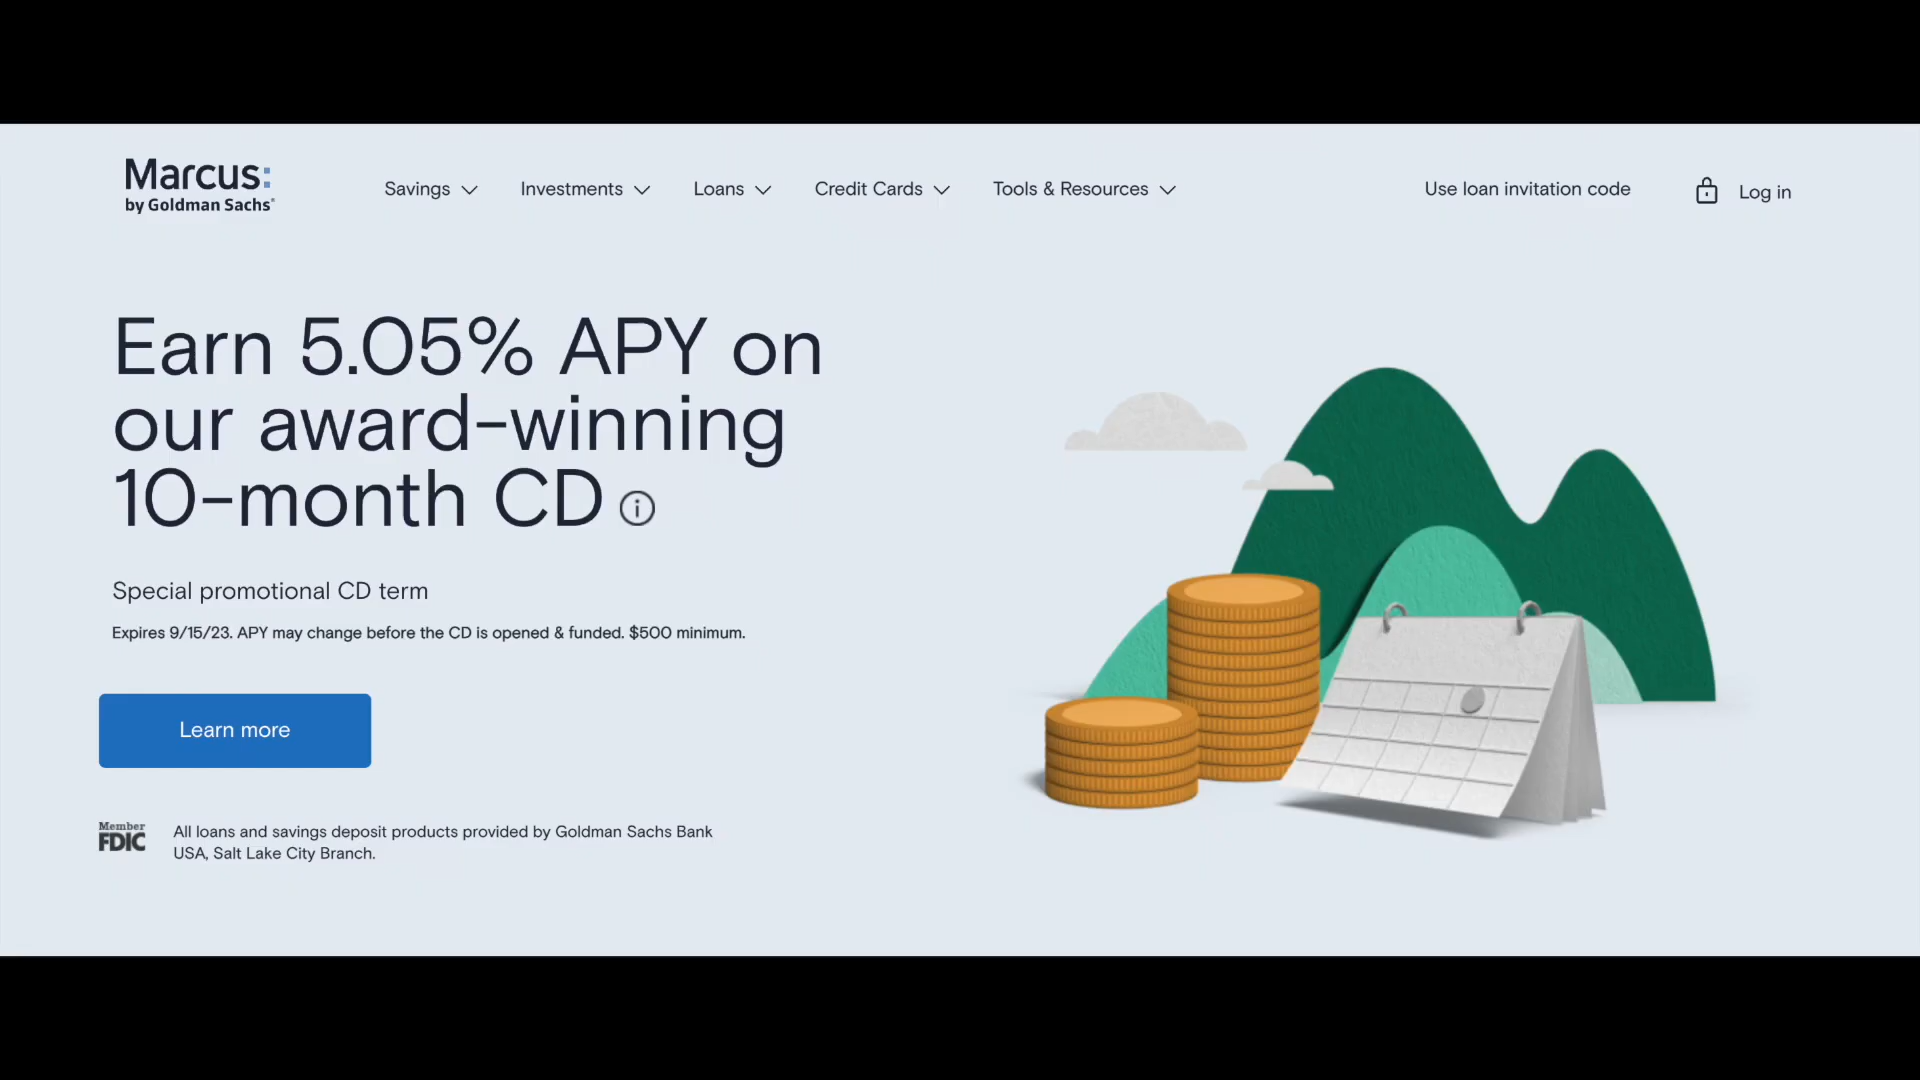 Marcus:
by Goldman Sachs®
Savings
Investments
Loans
Credit Cards
Tools & Resources
Use loan invitation code
Log in
Earn 5.05% APY on
our award-winning
10-month CD
Special promotional CD term
Expires 9/15/23. APY may change before the CD is opened & funded. $500 minimum.
Learn more
Member
FDIC
All loans and savings deposit products provided by Goldman Sachs Bank
USA, Salt Lake City Branch.